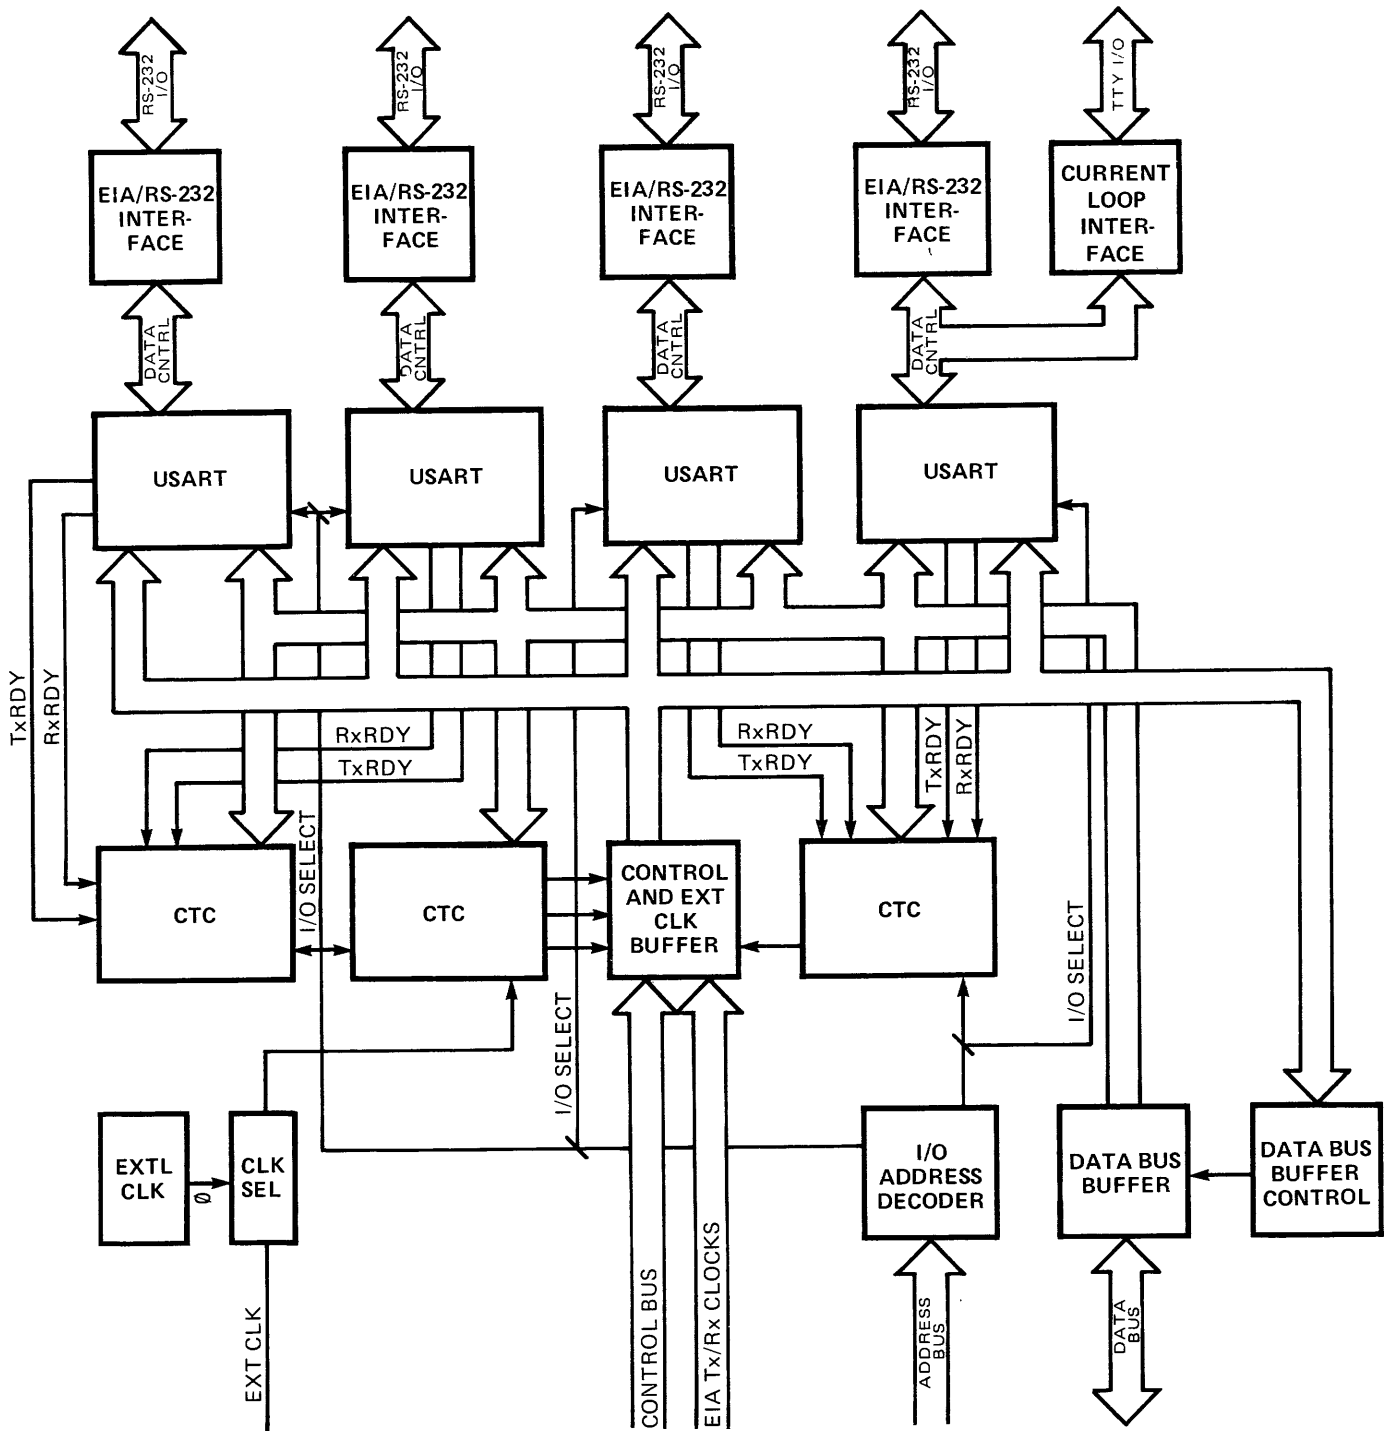 RS-232
I/O
RS-232
I/O
RS-232
I/O
RS-232
I/O
TTY I/O
EIA/RS-232
INTER-
FACE
EIA/RS-232
INTER-
FACE
EIA/RS-232
INTER-
FACE
EIA/RS-232
INTER-
FACE
CURRENT
LOOP
INTER-
FACE
DATA
CNTRL
DATA
CNTRL
DATA
CNTRL
DATA
CNTRL
USART
USART
USART
USART
TxRDY
RxRDY
RxRDY
TxRDY
RxRDY
TxRDY
TxRDY
RxRDY
CTC
I/O SELECT
CTC
CONTROL
AND EXT
CLK
BUFFER
CTC
I/O SELECT
I/O SELECT
EXTL
CLK
Ø
CLK
SEL
I/O
ADDRESS
DECODER
DATA BUS
BUFFER
DATA BUS
BUFFER
CONTROL
EXT CLK
CONTROL BUS
EIA Tx/Rx CLOCKS
ADDRESS
BUS
DATA
BUS